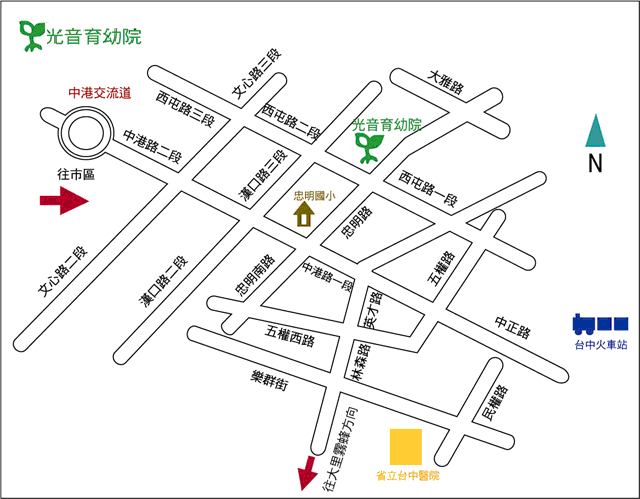 光音育幼院
文心路三段
大雅路
中港交流道
西屯路三段
西屯路二段
光音育幼院
中港路二段
漢口路三段
往市區
西屯路一段
N
忠明國小
忠明路
文心路二段
漢口路二段
忠明南路
中港路一段
五權路
英才路
中正路
五權西路
台中火車站
林森路
樂群街
民權路
往大里霧峰方向
省立台中醫院